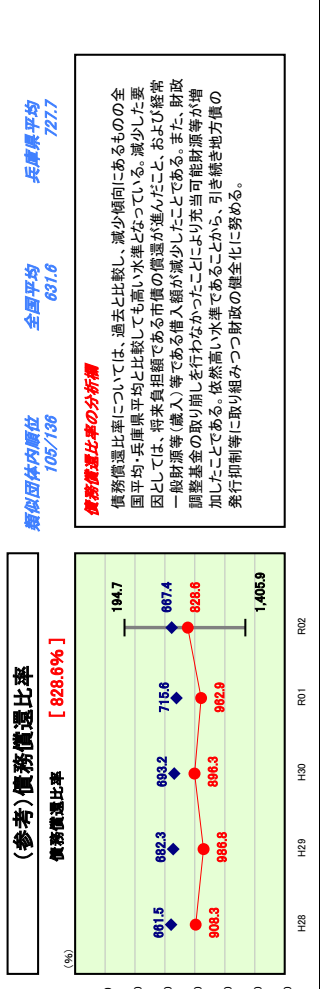 (参考)債務償還比率
債務償還比率 [ 828.6% ]
(%)
661.5
682.3
693.2
715.6
667.4
908.3
986.8
896.3
962.9
828.6
194.7
1,405.9
H28
H29
H30
R01
R02
類似団体内順位
105/136
全国平均
631.6
兵庫県平均
727.7
債務償還比率の分析欄
債務償還比率については、過去と比較し、減少傾向にあるものの全
国平均・兵庫県平均と比較しても高い水準となっている。減少した要
因としては、将来負担額である市債の償還が進んだこと、および経常
一般財源等(歳入)等である借入額が減少したことである。また、財政
調整基金の取り崩しを行わなかったことにより充当可能財源等が増
加したことである。依然高い水準であることから、引き続き地方債の
発行抑制等に取り組みつつ財政の健全化に努める。